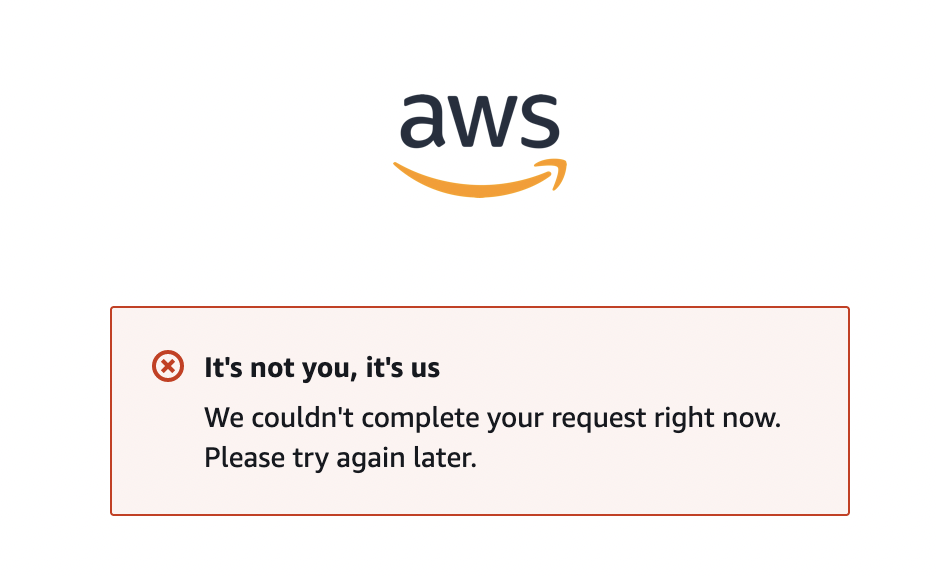 aws
It's not you, it's us
We couldn't complete your request right now.
Please try again later.